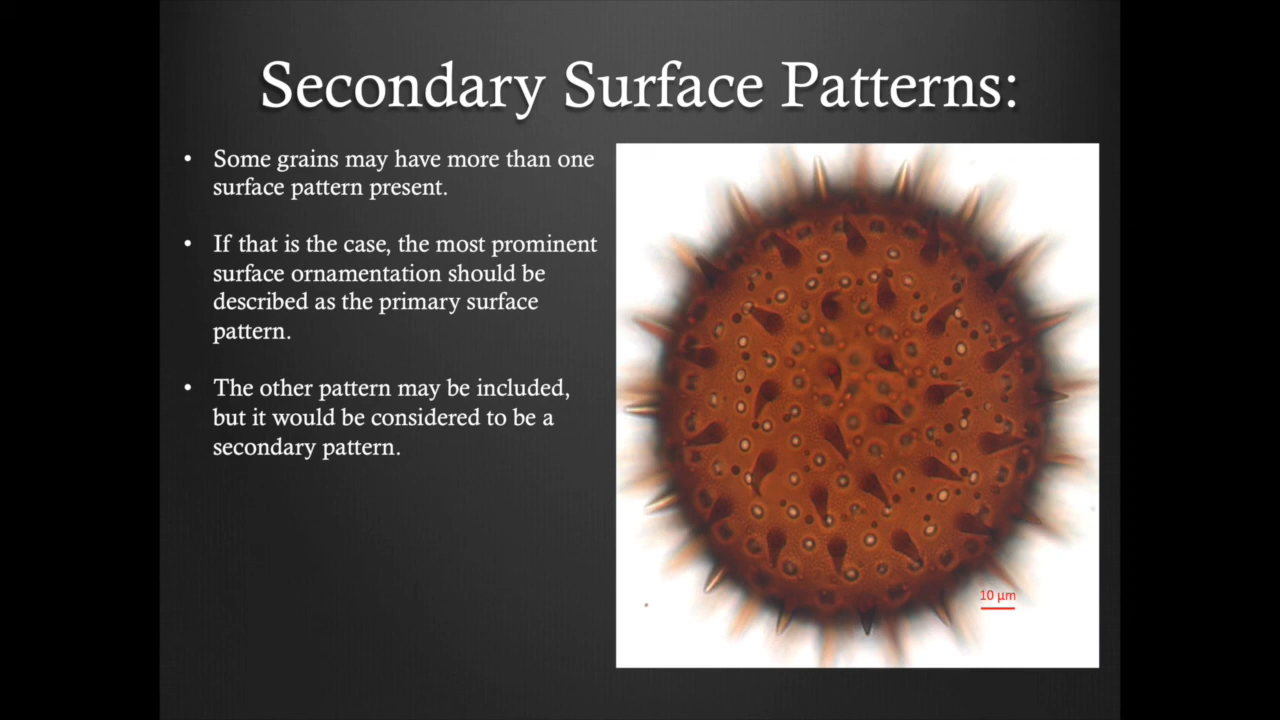 Secondary Surface Patterns:
• Some grains may have more than one
surface pattern present.
• If that is the case, the most prominent
surface ornamentation should be
described as the primary surface
pattern.
• The other pattern may be included,
but it would be considered to be a
secondary pattern.
10 µm